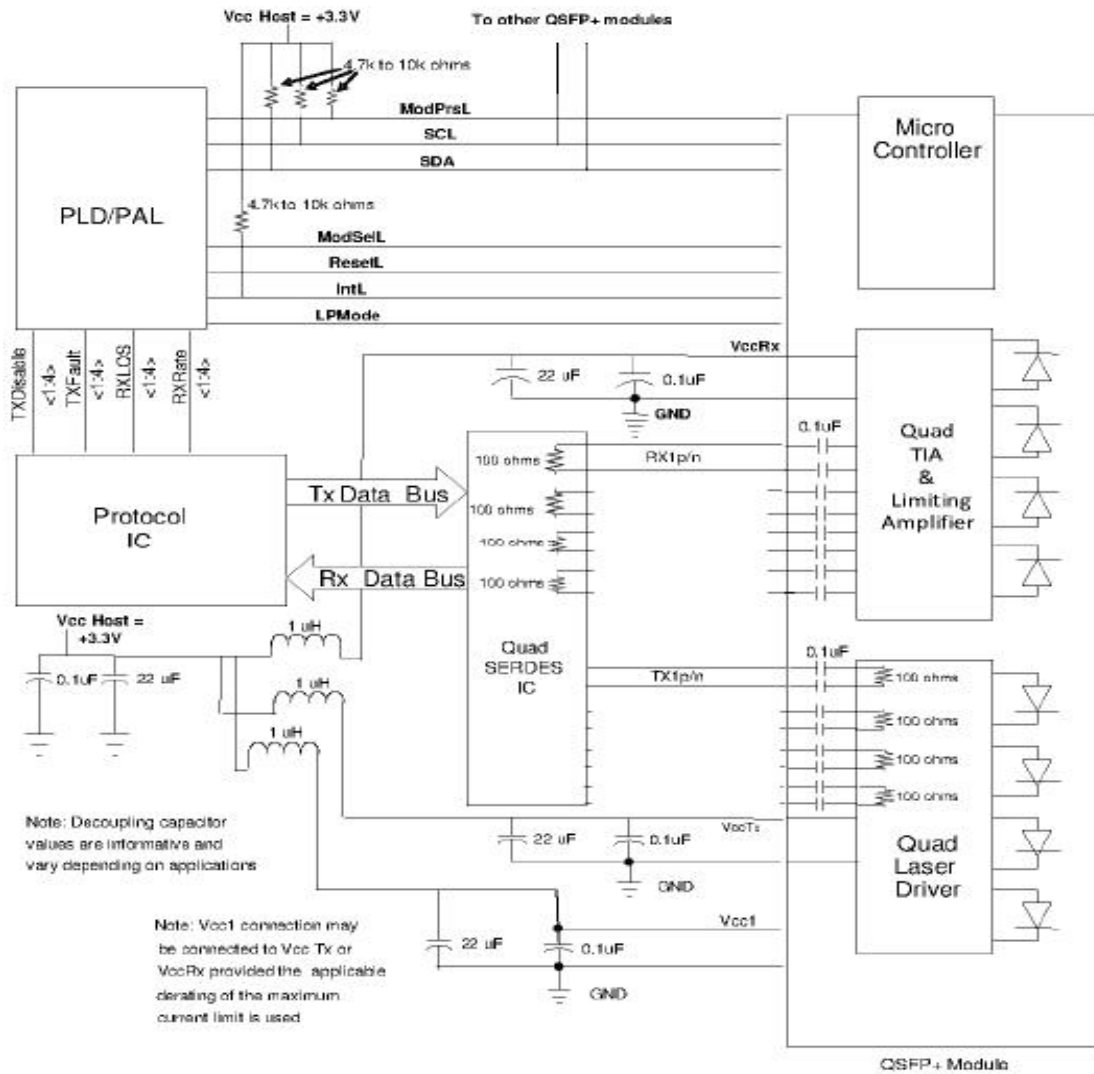 Vcc Host = +3.3V
To other QSFP+ modules
4.7k to 10k ohms
ModPrsL
SCL
SDA
Micro
Controller
PLD/PAL
4.7k to 10k ohms
ModSelL
ResetL
IntL
LPMode
TXDisable
<1:4>
TXFault
<1:4>
RXLOS
<1:4>
RXRate
<1:4>
VccRx
22 uF
0.1uF
GND
0.1uF
Quad
TIA
&
Limiting
Amplifier
100 ohms
RX1p/n
100 ohms
100 ohms
100 ohms
Protocol
IC
Tx Data Bus
Rx Data Bus
Quad
SERDES
IC
Vcc Host =
+3.3V
0.1uF
22 uF
1 uH
1 uH
1 uH
TX1p/n
0.1uF
100 ohms
100 ohms
100 ohms
100 ohms
Quad
Laser
Driver
Note: Decoupling capacitor
values are informative and
vary depending on applications
22 uF
0.1uF
VccTx
GND
Note: Vcc1 connection may
be connected to Vcc Tx or
VccRx provided the applicable
derating of the maximum
current limit is used
22 uF
0.1uF
Vcc1
GND
QSFP+ Module